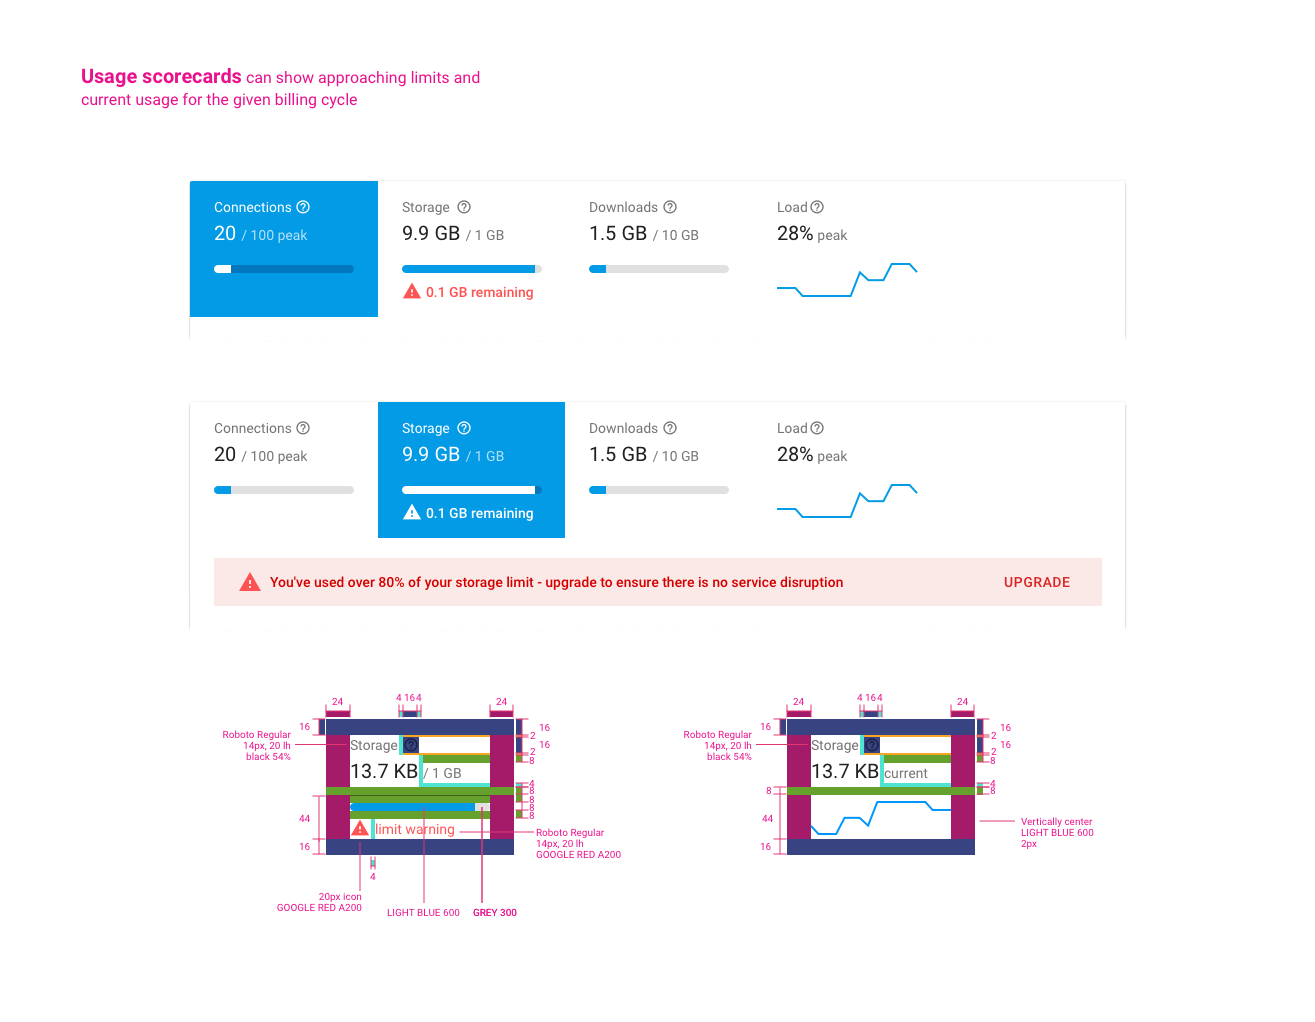 Usage scorecards can show approaching limits and
current usage for the given billing cycle
Connections
20 / 100 peak
Storage
9.9 GB / 1 GB
0.1 GB remaining
Downloads
1.5 GB / 10 GB
Load
28% peak
Connections
20 / 100 peak
Storage
9.9 GB / 1 GB
0.1 GB remaining
Downloads
1.5 GB / 10 GB
Load
28% peak
You've used over 80% of your storage limit - upgrade to ensure there is no service disruption
UPGRADE
24
4 16 4
24
16
16
2
16
2
8
Roboto Regular
14px, 20 lh
black 54%
Storage
13.7 KB / 1 GB
4
8
8
8
8
44
limit warning
16
4
Roboto Regular
14px, 20 lh
GOOGLE RED A200
20px icon
GOOGLE RED A200
LIGHT BLUE 600
GREY 300
24
4 16 4
24
16
16
2
16
2
8
Roboto Regular
14px, 20 lh
black 54%
Storage
13.7 KB current
4
8
8
44
16
Vertically center
LIGHT BLUE 600
2px